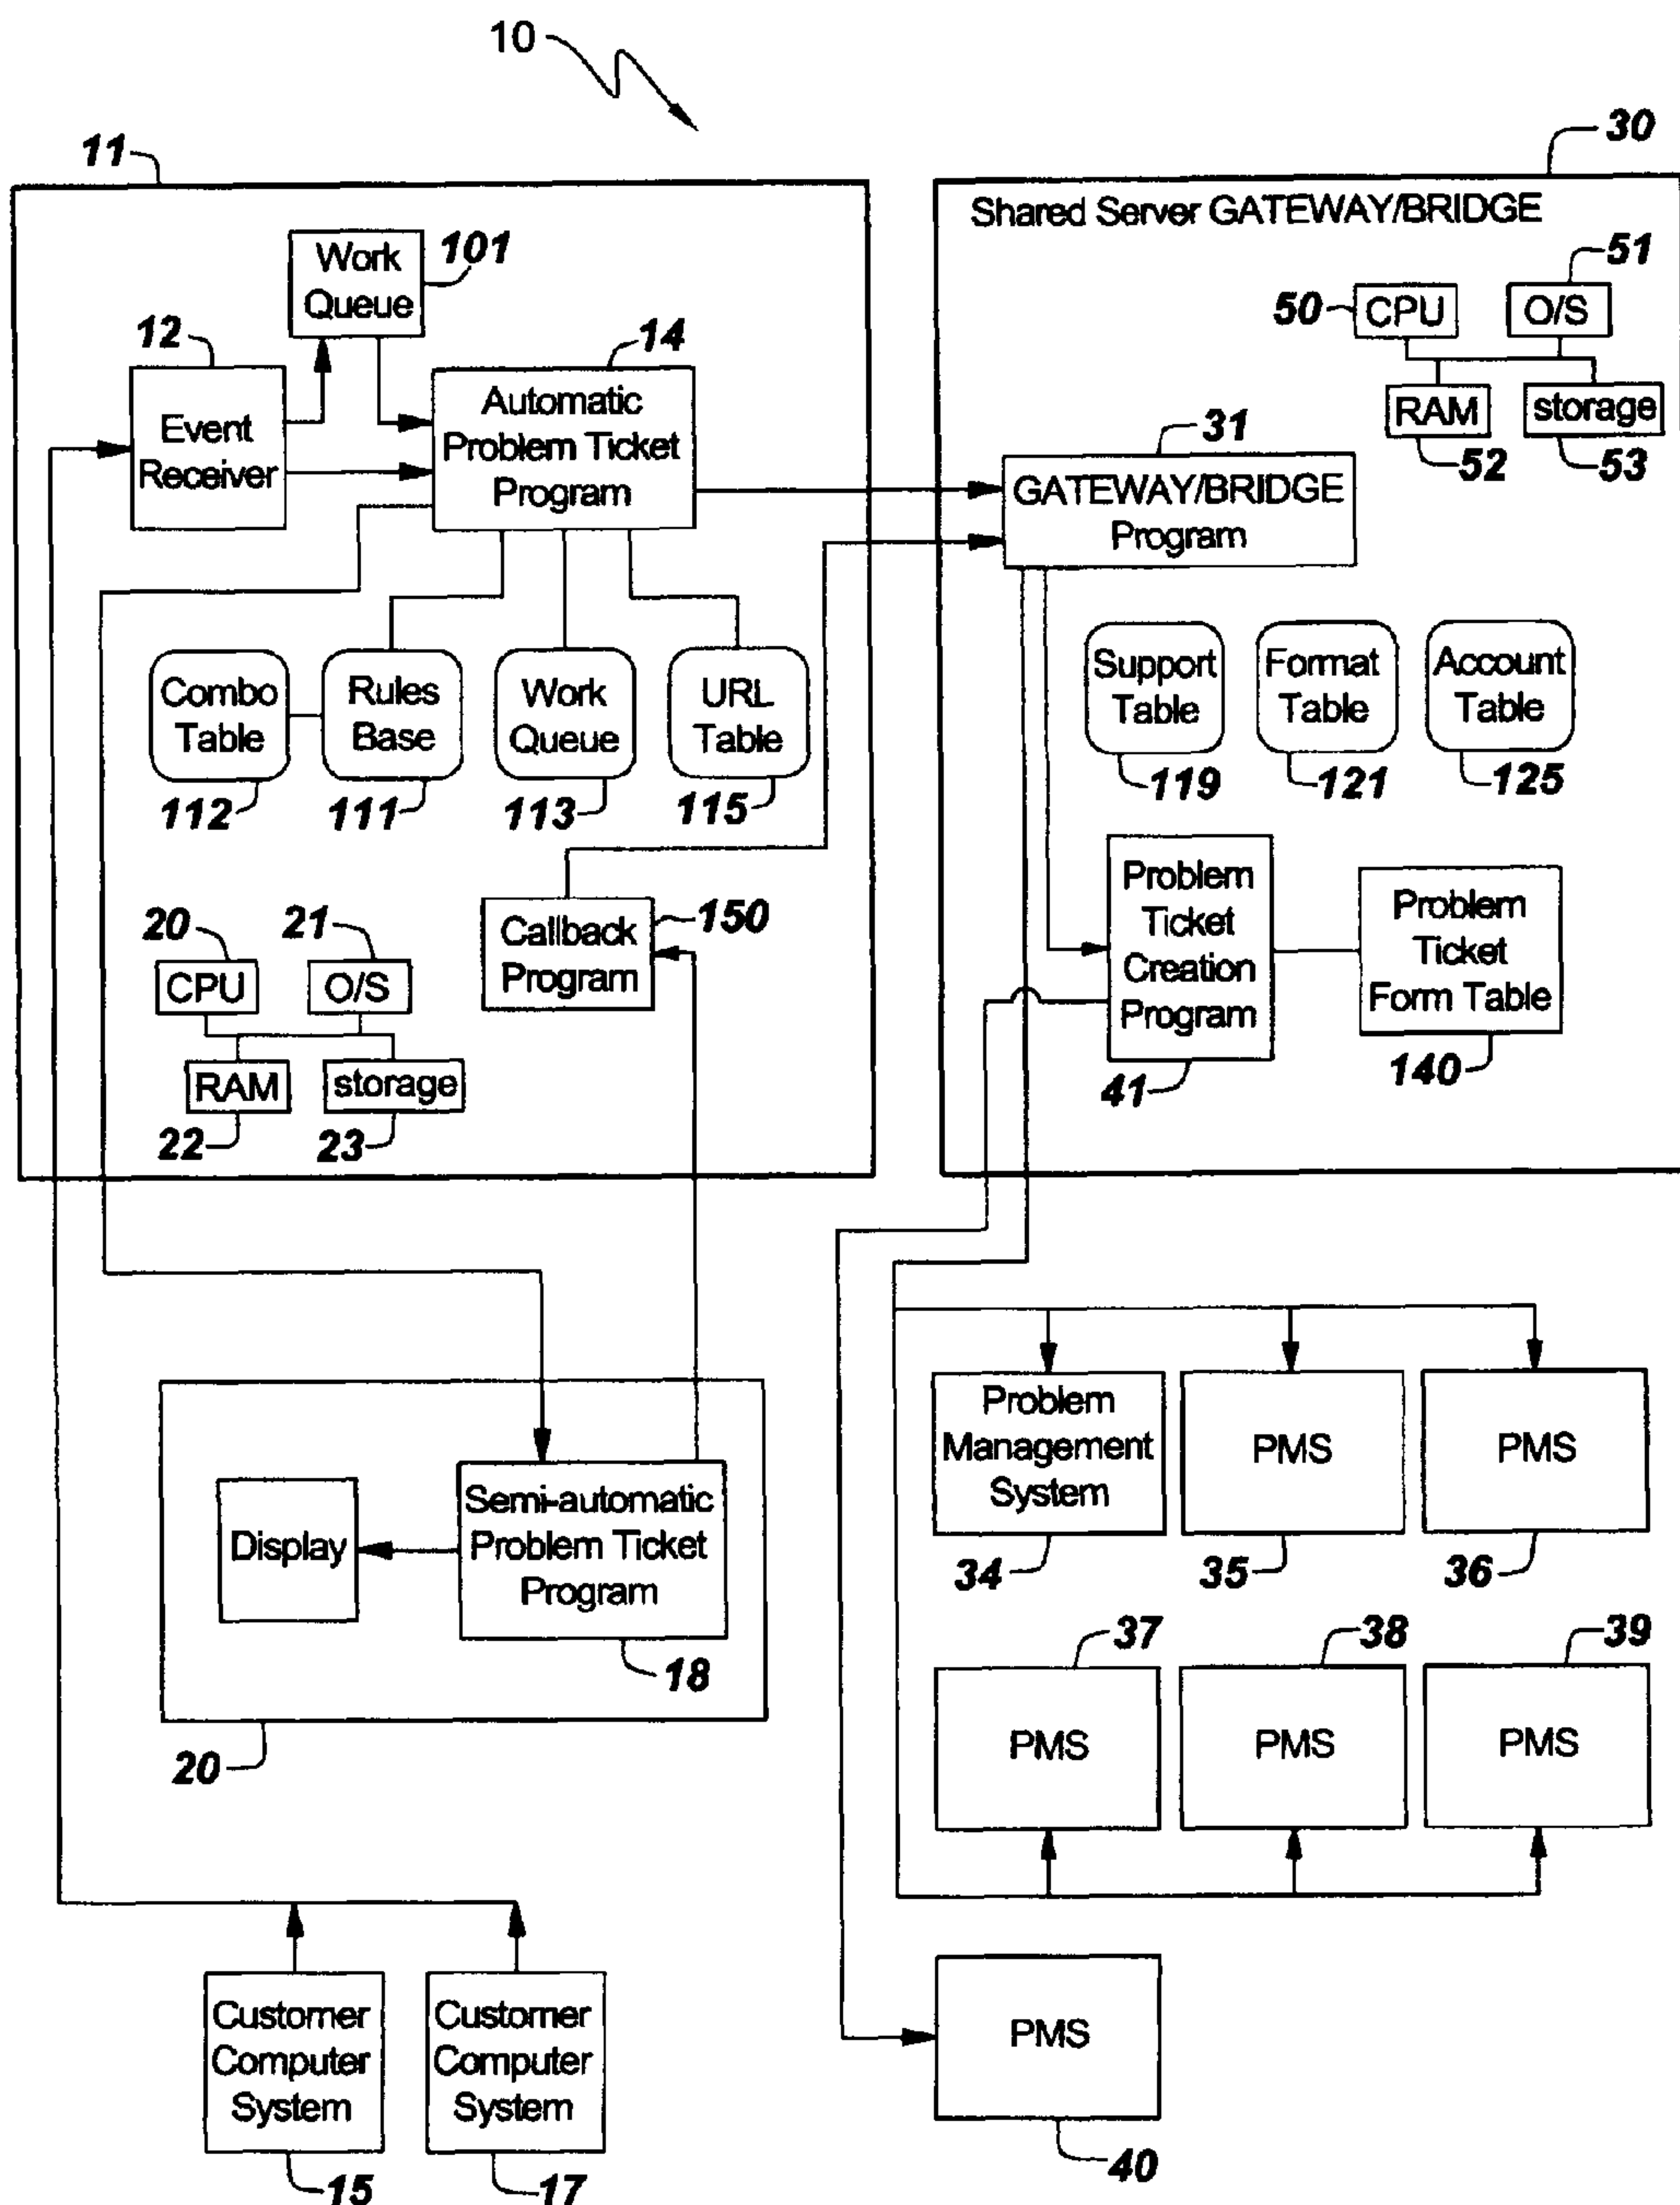 10
11
30
Shared Server GATEWAY/BRIDGE
Work
Queue
101
12
Event
Receiver
14
Automatic
Problem Ticket
Program
50
CPU
51
O/S
RAM
52
storage
53
31
GATEWAY/BRIDGE
Program
Combo
Table
112
Rules
Base
111
Work
Queue
113
URL
Table
115
Support
Table
119
Format
Table
121
Account
Table
125
20
CPU
21
O/S
RAM
22
storage
23
Callback
Program
150
Problem
Ticket
Creation
Program
41
Problem
Ticket
Form Table
140
Display
Semi-automatic
Problem Ticket
Program
18
20
Problem
Management
System
34
PMS
35
PMS
36
37
PMS
38
PMS
39
PMS
Customer
Computer
System
15
Customer
Computer
System
17
PMS
40